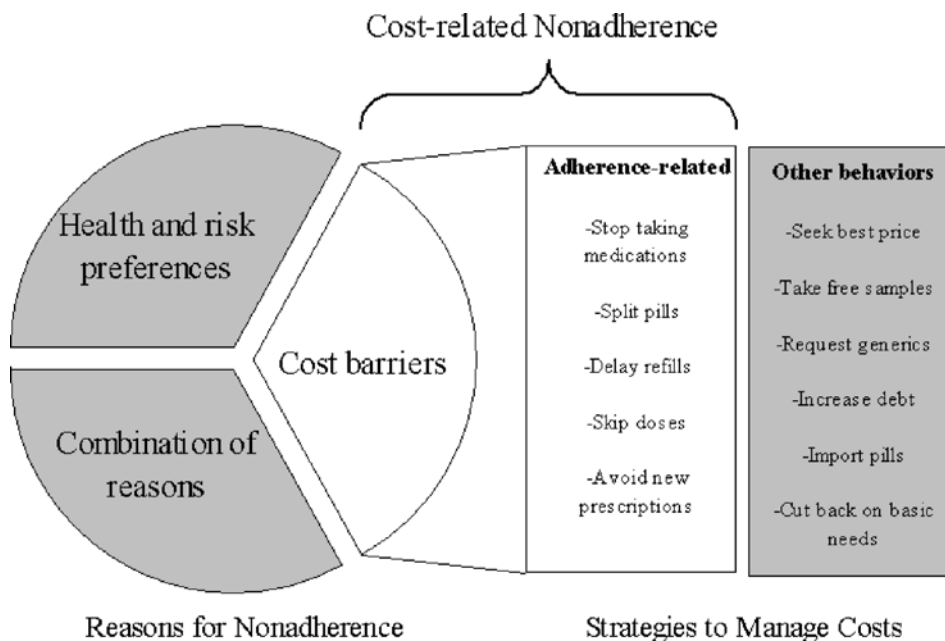 Cost-related Nonadherence
Health and risk
preferences
Cost barriers
Combination of
reasons
Adherence-related
-Stop taking
medications
-Split pills
-Delay refills
-Skip doses
-Avoid new
prescriptions
Other behaviors
-Seek best price
-Take free samples
-Request generics
-Increase debt
-Import pills
-Cut back on basic
needs
Reasons for Nonadherence
Strategies to Manage Costs